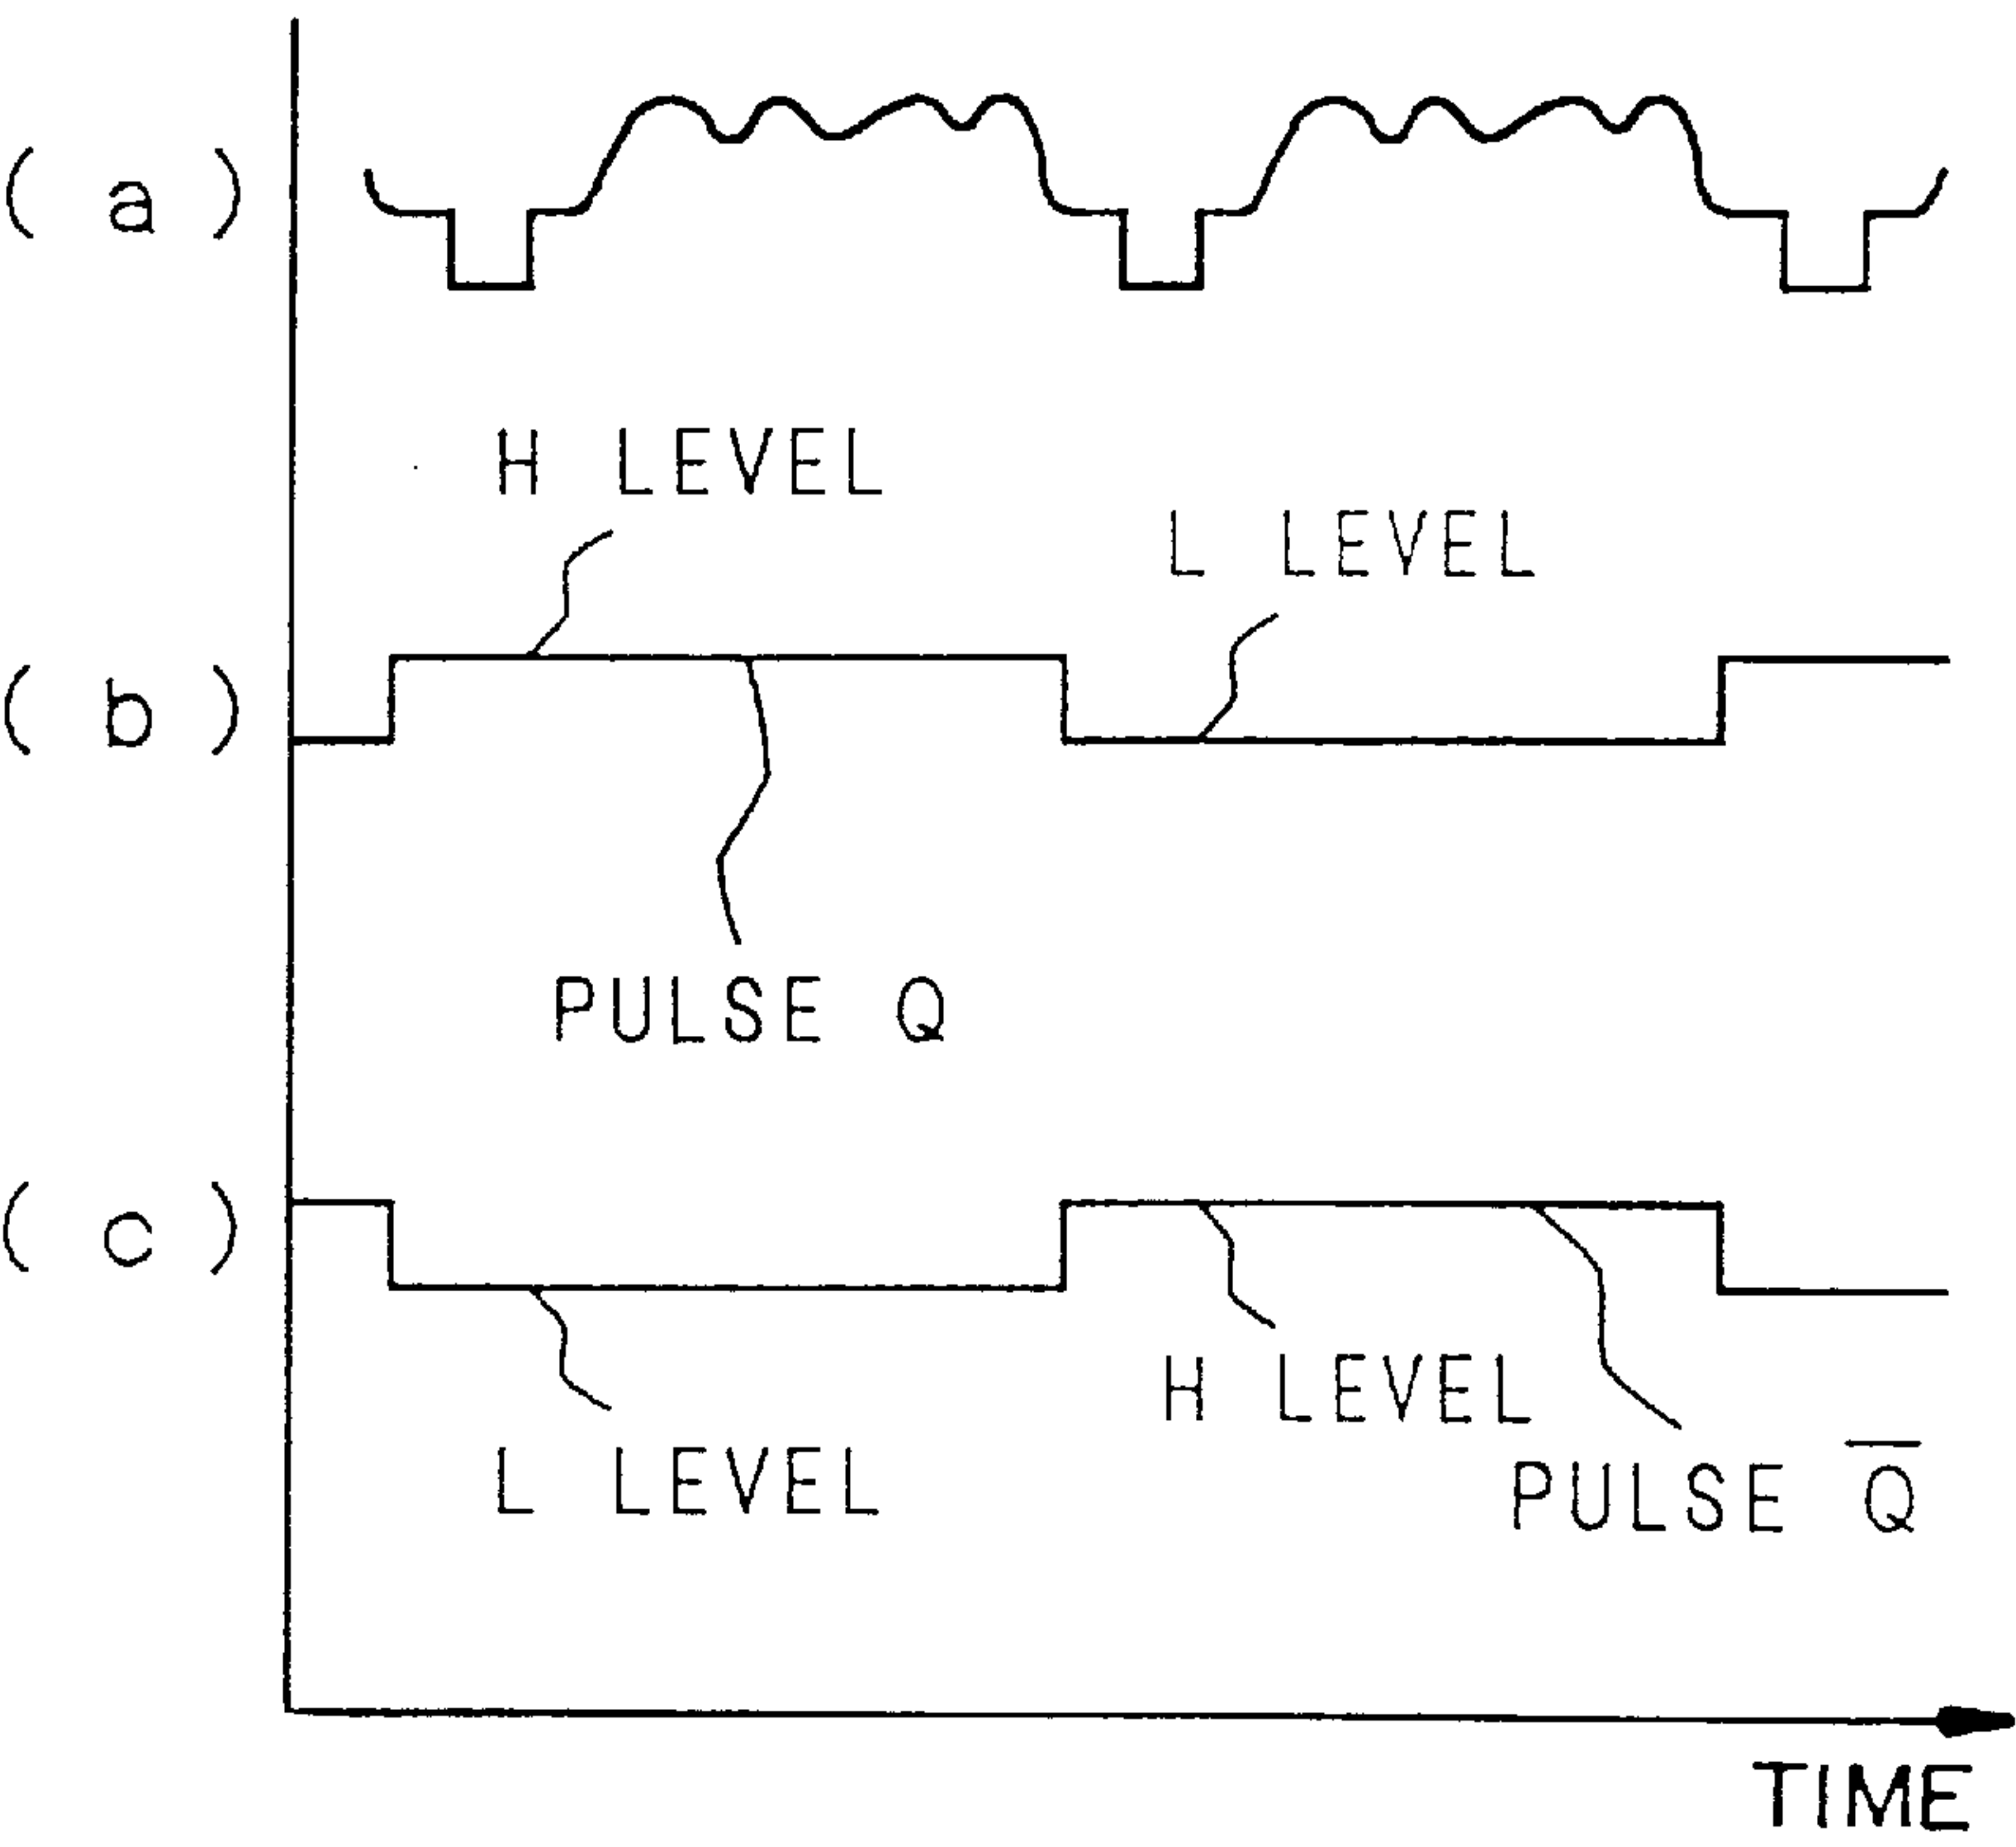 ( a )
H LEVEL
L LEVEL
( b )
PULSE Q
( c )
H LEVEL
L LEVEL
PULSE Q̅
TIME